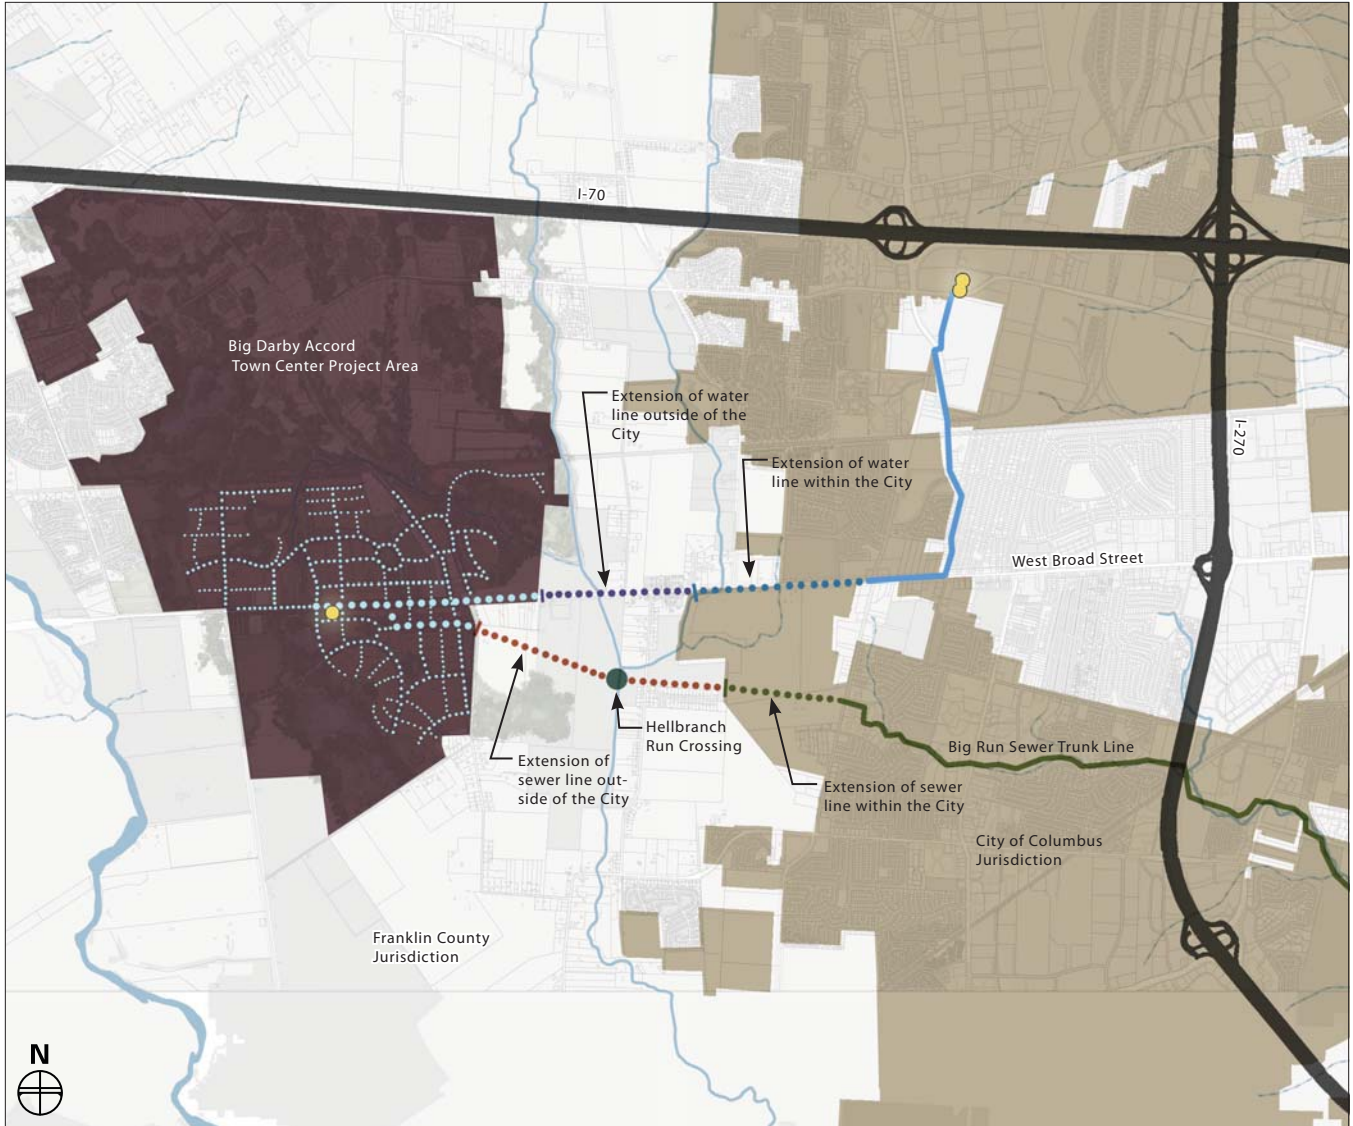 I-70
Big Darby Accord
Town Center Project Area
Extension of water
line outside of the
City
I-270
Extension of water
line within the City
West Broad Street
Hellbranch
Run Crossing
Big Run Sewer Trunk Line
Extension of
sewer line out-
side of the City
Extension of sewer
line within the City
City of Columbus
Jurisdiction
Franklin County
Jurisdiction
N